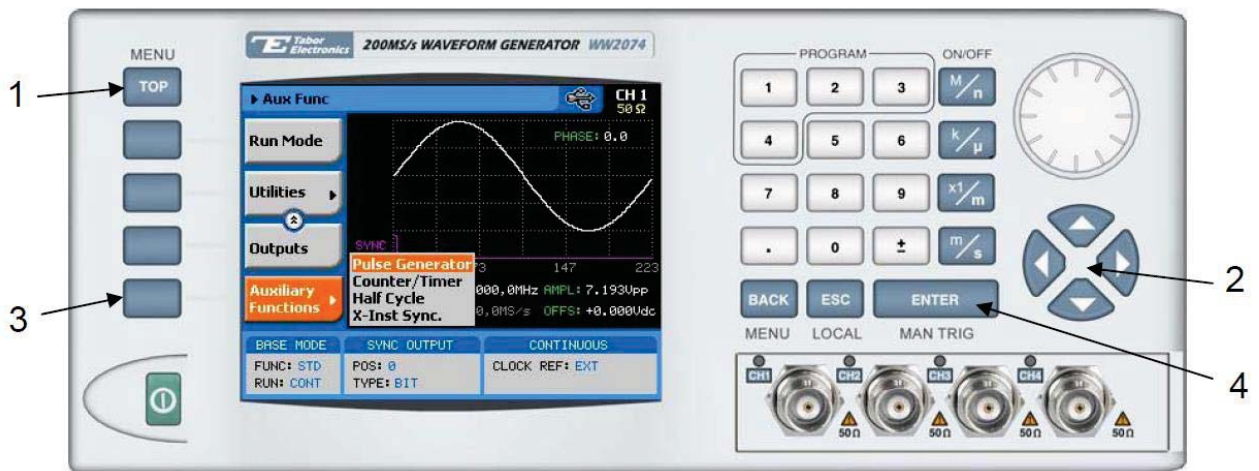 1
2
3
4
MENU
TOP
Tabor
Electronics
200MS/s WAVEFORM GENERATOR WW2074
Aux Func
CH 1
50 Ω
Run Mode
Utilities
Outputs
Auxiliary
Functions
PHASE: 0.0
SYNC
147
223
Pulse Generator
Counter/Timer
Half Cycle
X-Inst Sync.
000,0MHz AMPL: 7.193Vpp
0,0MS/s OFFS: +0.000Vdc
BASE MODE
FUNC: STD
RUN: CONT
SYNC OUTPUT
POS: 0
TYPE: BIT
CONTINUOUS
CLOCK REF: EXT
PROGRAM
ON/OFF
1 2 3 M/n
4 5 6 k/µ
7 8 9 x1/m
. 0 ± m/s
BACK ESC ENTER
MENU LOCAL MAN TRIG
CH1 CH2 CH3 CH4
50Ω 50Ω 50Ω 50Ω